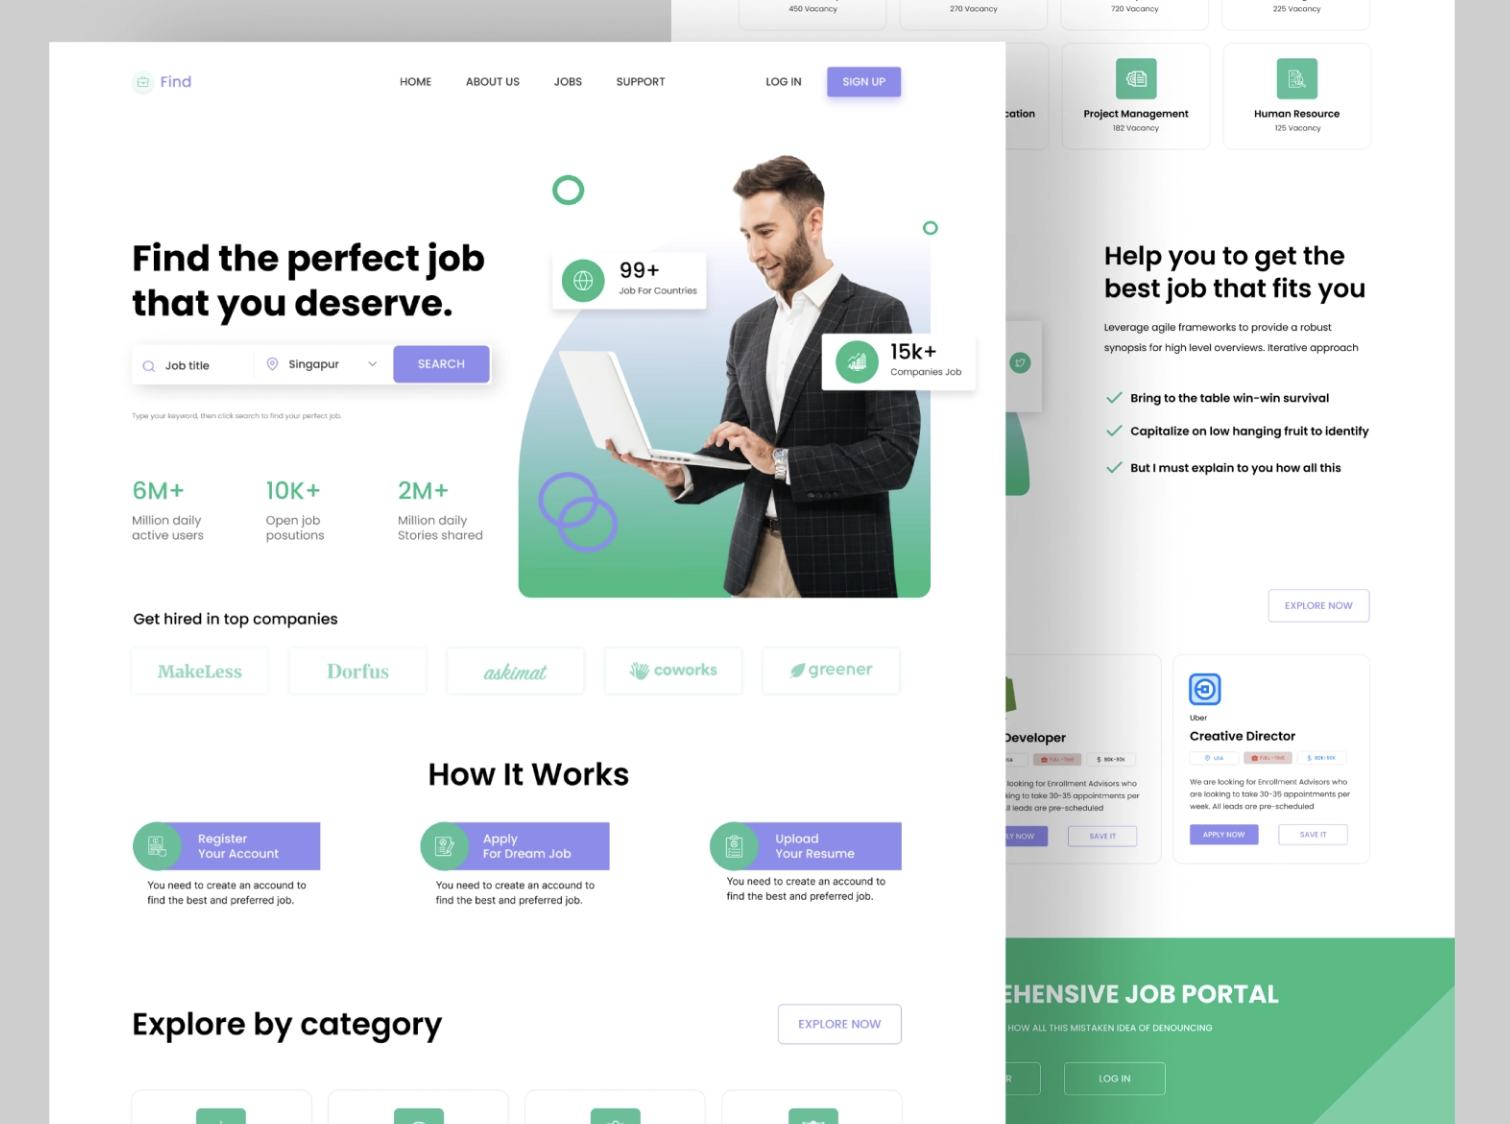 Find
HOME
ABOUT US
JOBS
SUPPORT
LOG IN
SIGN UP
Find the perfect job
that you deserve.
Job title
Singapur
SEARCH
Type your keyword, then click search to find your perfect job.
6M+
Million daily
active users
10K+
Open job
posutions
2M+
Million daily
Stories shared
99+
Job For Countries
15k+
Companies Job
Get hired in top companies
MakeLess
Dorfus
askimat
coworks
greener
How It Works
Register
Your Account
You need to create an accound to
find the best and preferred job.
Apply
For Dream Job
You need to create an accound to
find the best and preferred job.
Upload
Your Resume
You need to create an accound to
find the best and preferred job.
Explore by category
EXPLORE NOW
450 Vacancy
270 Vacancy
720 Vacancy
225 Vacancy
cation
Project Management
182 Vacancy
Human Resource
125 Vacancy
Help you to get the
best job that fits you
Leverage agile frameworks to provide a robust
synopsis for high level overviews. Iterative approach
Bring to the table win-win survival
Capitalize on low hanging fruit to identify
But I must explain to you how all this
EXPLORE NOW
Developer
SA
FULL-TIME
$ 80K-90K
looking for Enrollment Advisors who
ing to take 30-35 appointments per
ll leads are pre-scheduled
LY NOW
SAVE IT
Uber
Creative Director
USA
FULL-TIME
$ 80K-90K
We are looking for Enrollment Advisors who
are looking to take 30-35 appointments per
week. All leads are pre-scheduled
APPLY NOW
SAVE IT
EHENSIVE JOB PORTAL
HOW ALL THIS MISTAKEN IDEA OF DENOUNCING
R
LOG IN